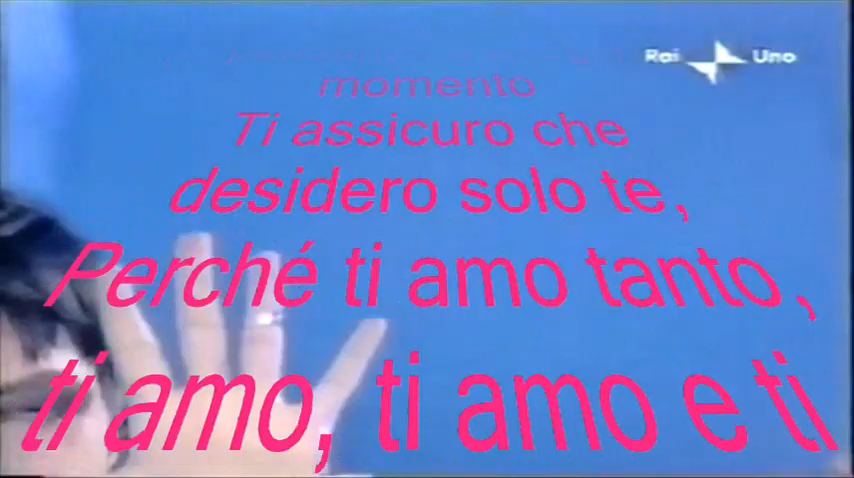 Rai Uno
momento
Ti assicuro che
desidero solo te,
Perché ti amo tanto,
ti amo, ti amo e ti